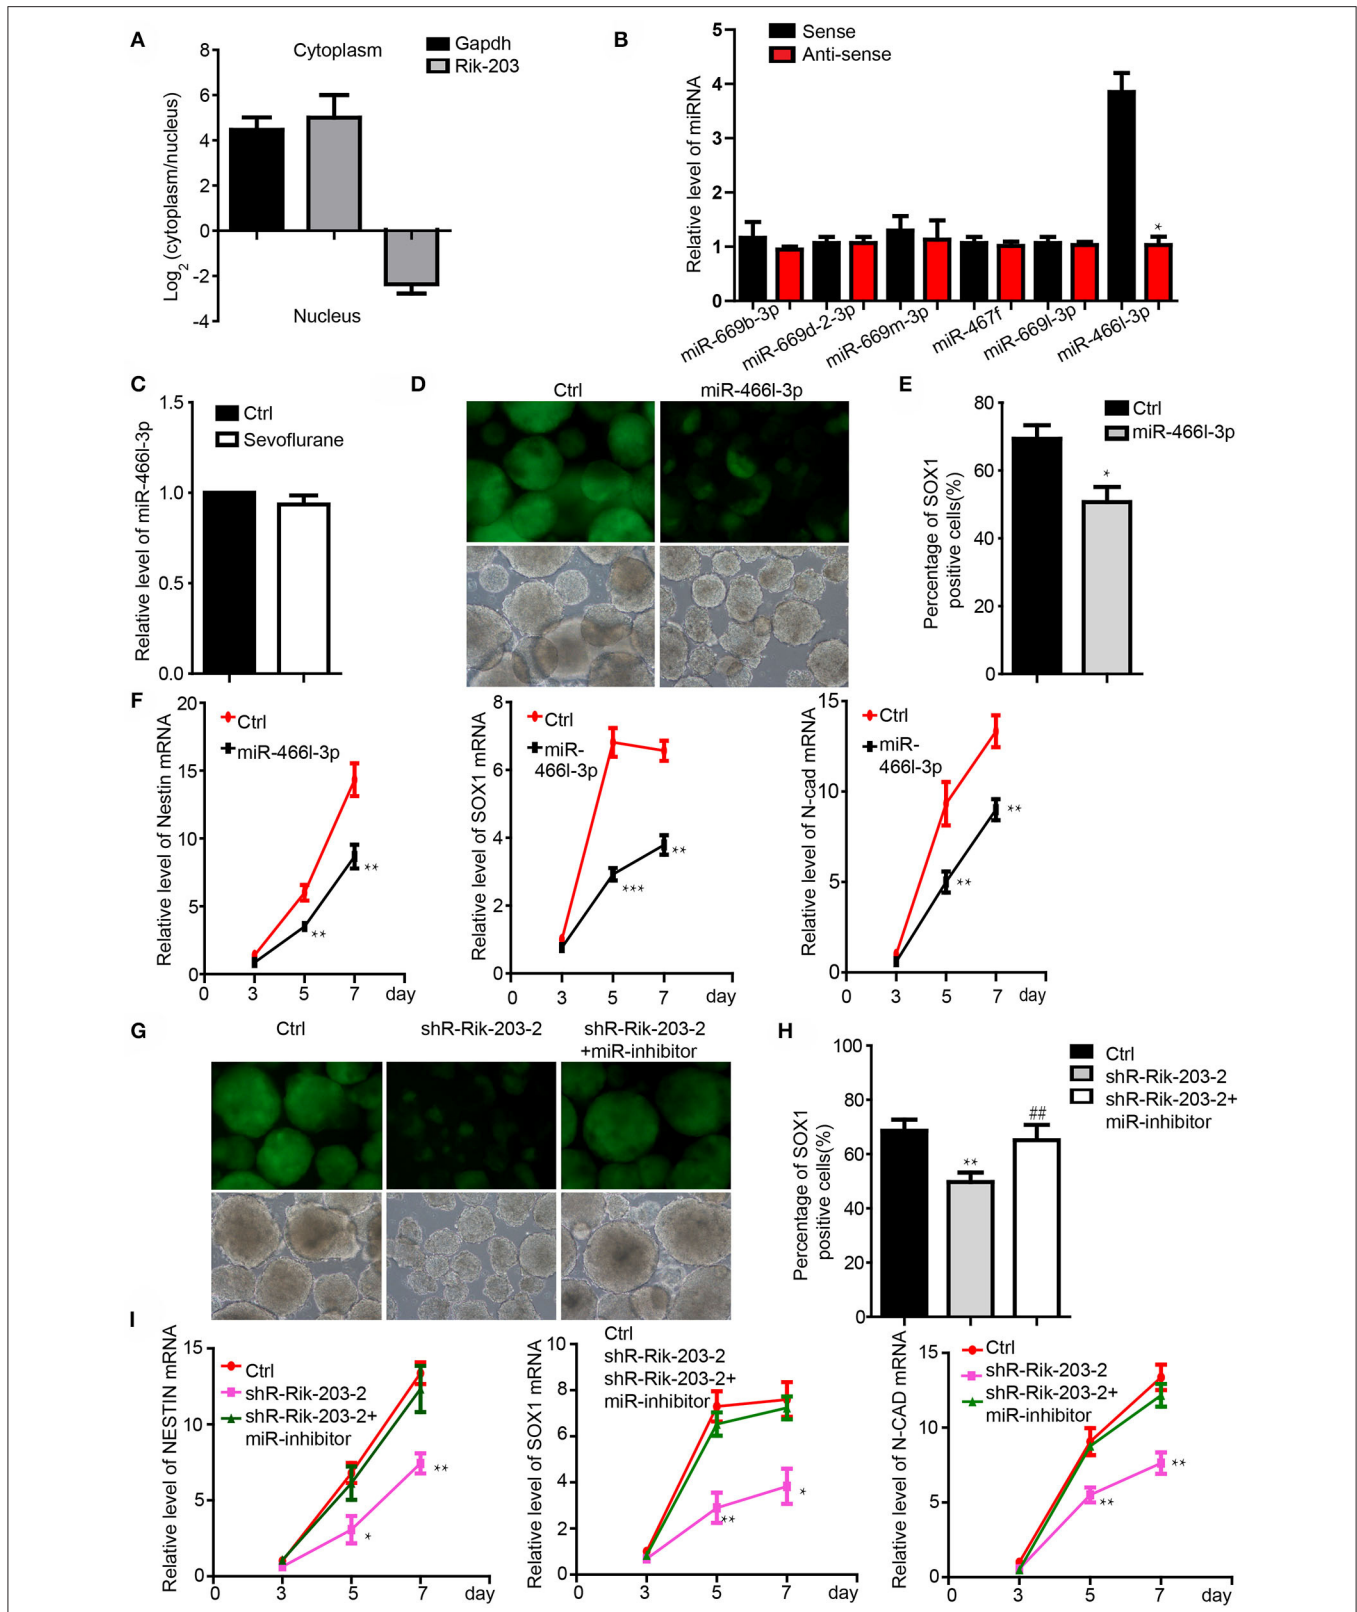 A
Cytoplasm
Gapdh
Rik-203
Log2 (cytoplasm/nucleus)
8
6
4
2
0
-2
-4
Nucleus
B
Sense
Anti-sense
Relative level of miRNA
5
4
3
2
1
0
*
miR-669b-3p
miR-669d-2-3p
miR-669m-3p
miR-467f
miR-669l-3p
miR-466l-3p
C
Ctrl
Sevoflurane
Relative level of miR-466l-3p
1.5
1.0
0.5
0.0
D
Ctrl
miR-466l-3p
E
Ctrl
miR-466l-3p
Percentage of SOX1
positive cells(%)
80
60
40
20
0
*
F
Ctrl
miR-466l-3p
Relative level of Nestin mRNA
20
15
10
5
0
**
**
0 3 5 7 day
Ctrl
miR-
466l-3p
Relative level of SOX1 mRNA
8
6
4
2
0
***
**
0 3 5 7 day
Ctrl
miR-
466l-3p
Relative level of N-cad mRNA
15
10
5
0
**
**
0 3 5 7 day
G
Ctrl
shR-Rik-203-2
shR-Rik-203-2
+miR-inhibitor
H
Ctrl
shR-Rik-203-2
shR-Rik-203-2+
miR-inhibitor
Percentage of SOX1
positive cells(%)
100
80
60
40
20
0
**
##
I
Ctrl
shR-Rik-203-2
shR-Rik-203-2+
miR-inhibitor
Relative level of NESTIN mRNA
15
10
5
0
*
**
0 3 5 7 day
Ctrl
shR-Rik-203-2
shR-Rik-203-2+
miR-inhibitor
Relative level of SOX1 mRNA
10
8
6
4
2
0
**
*
0 3 5 7 day
Ctrl
shR-Rik-203-2
shR-Rik-203-2+
miR-inhibitor
Relative level of N-CAD mRNA
15
10
5
0
**
**
0 3 5 7 day